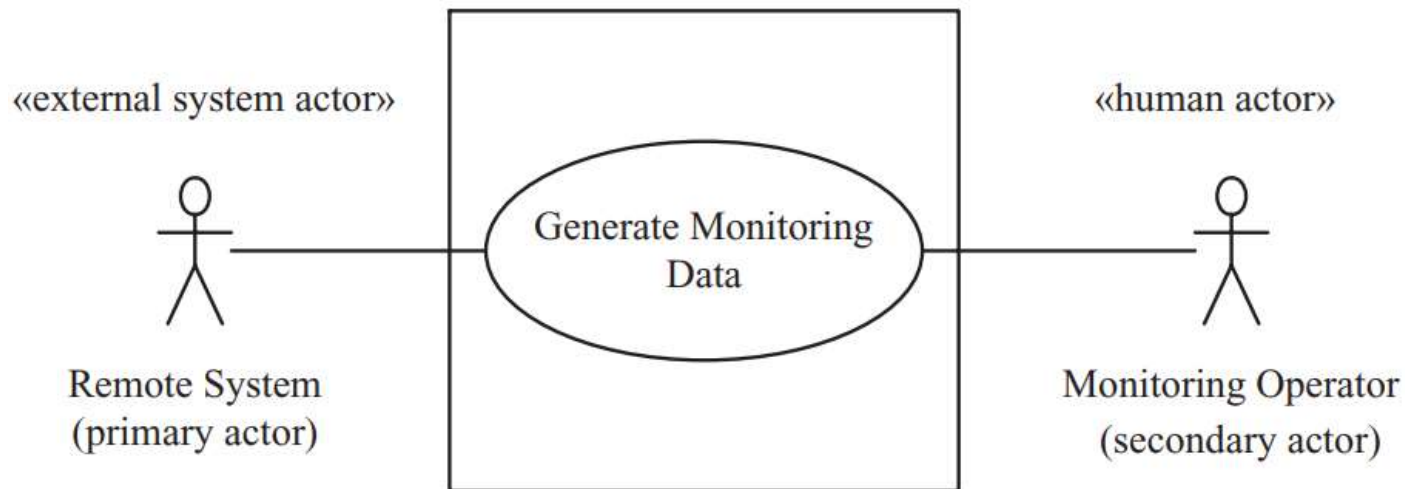 «external system actor»
«human actor»
Generate Monitoring
Data
Remote System
(primary actor)
Monitoring Operator
(secondary actor)